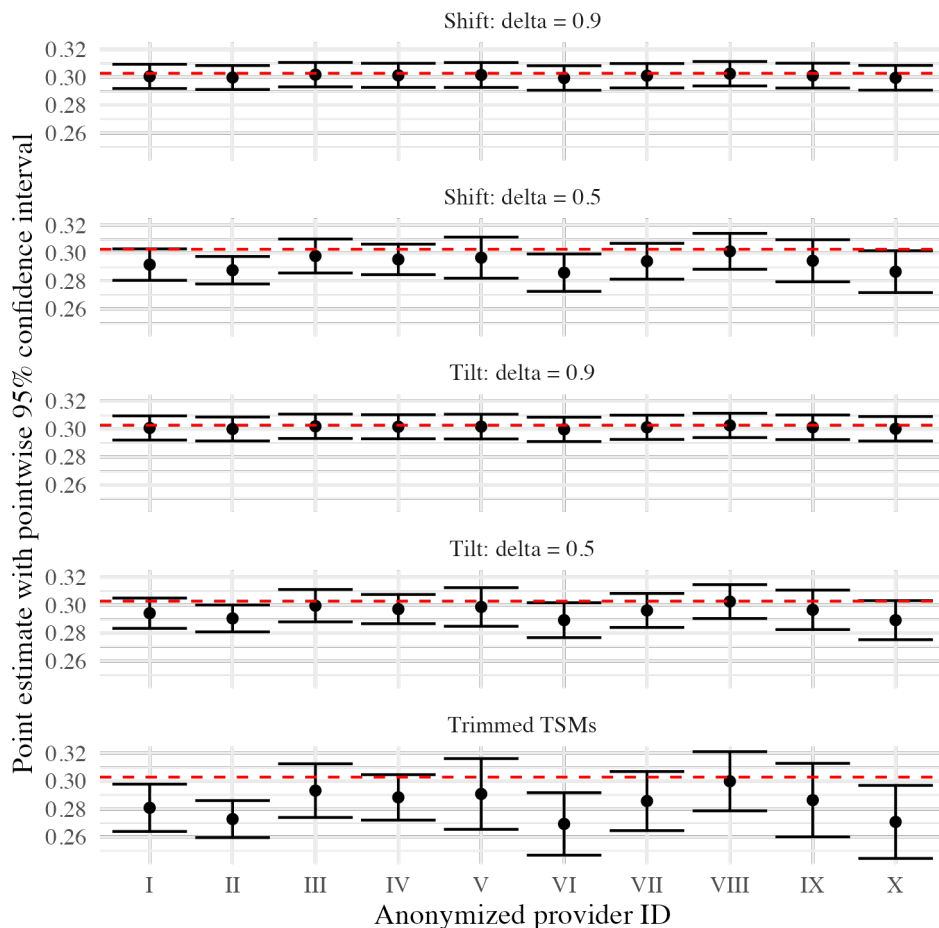 Point estimate with pointwise 95% confidence interval
Shift: delta = 0.9
0.32
0.30
0.28
0.26
Shift: delta = 0.5
0.32
0.30
0.28
0.26
Tilt: delta = 0.9
0.32
0.30
0.28
0.26
Tilt: delta = 0.5
0.32
0.30
0.28
0.26
Trimmed TSMs
0.32
0.30
0.28
0.26
I II III IV V VI VII VIII IX X
Anonymized provider ID